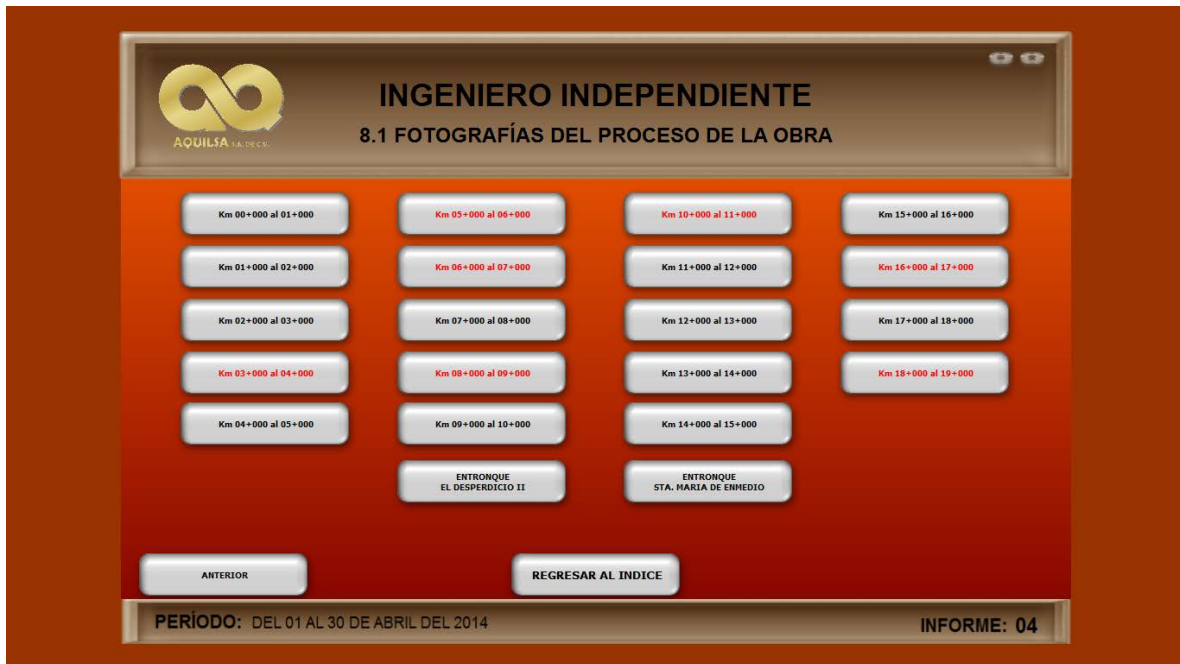 INGENIERO INDEPENDIENTE
8.1 FOTOGRAFÍAS DEL PROCESO DE LA OBRA
AQUILSA S.A. DE C.V.
Km 00+000 al 01+000
Km 05+000 al 06+000
Km 10+000 al 11+000
Km 15+000 al 16+000
Km 01+000 al 02+000
Km 06+000 al 07+000
Km 11+000 al 12+000
Km 16+000 al 17+000
Km 02+000 al 03+000
Km 07+000 al 08+000
Km 12+000 al 13+000
Km 17+000 al 18+000
Km 03+000 al 04+000
Km 08+000 al 09+000
Km 13+000 al 14+000
Km 18+000 al 19+000
Km 04+000 al 05+000
Km 09+000 al 10+000
Km 14+000 al 15+000
ENTRONQUE
EL DESPERDICIO II
ENTRONQUE
STA. MARIA DE ENMEDIO
ANTERIOR
REGRESAR AL INDICE
PERÍODO: DEL 01 AL 30 DE ABRIL DEL 2014
INFORME: 04